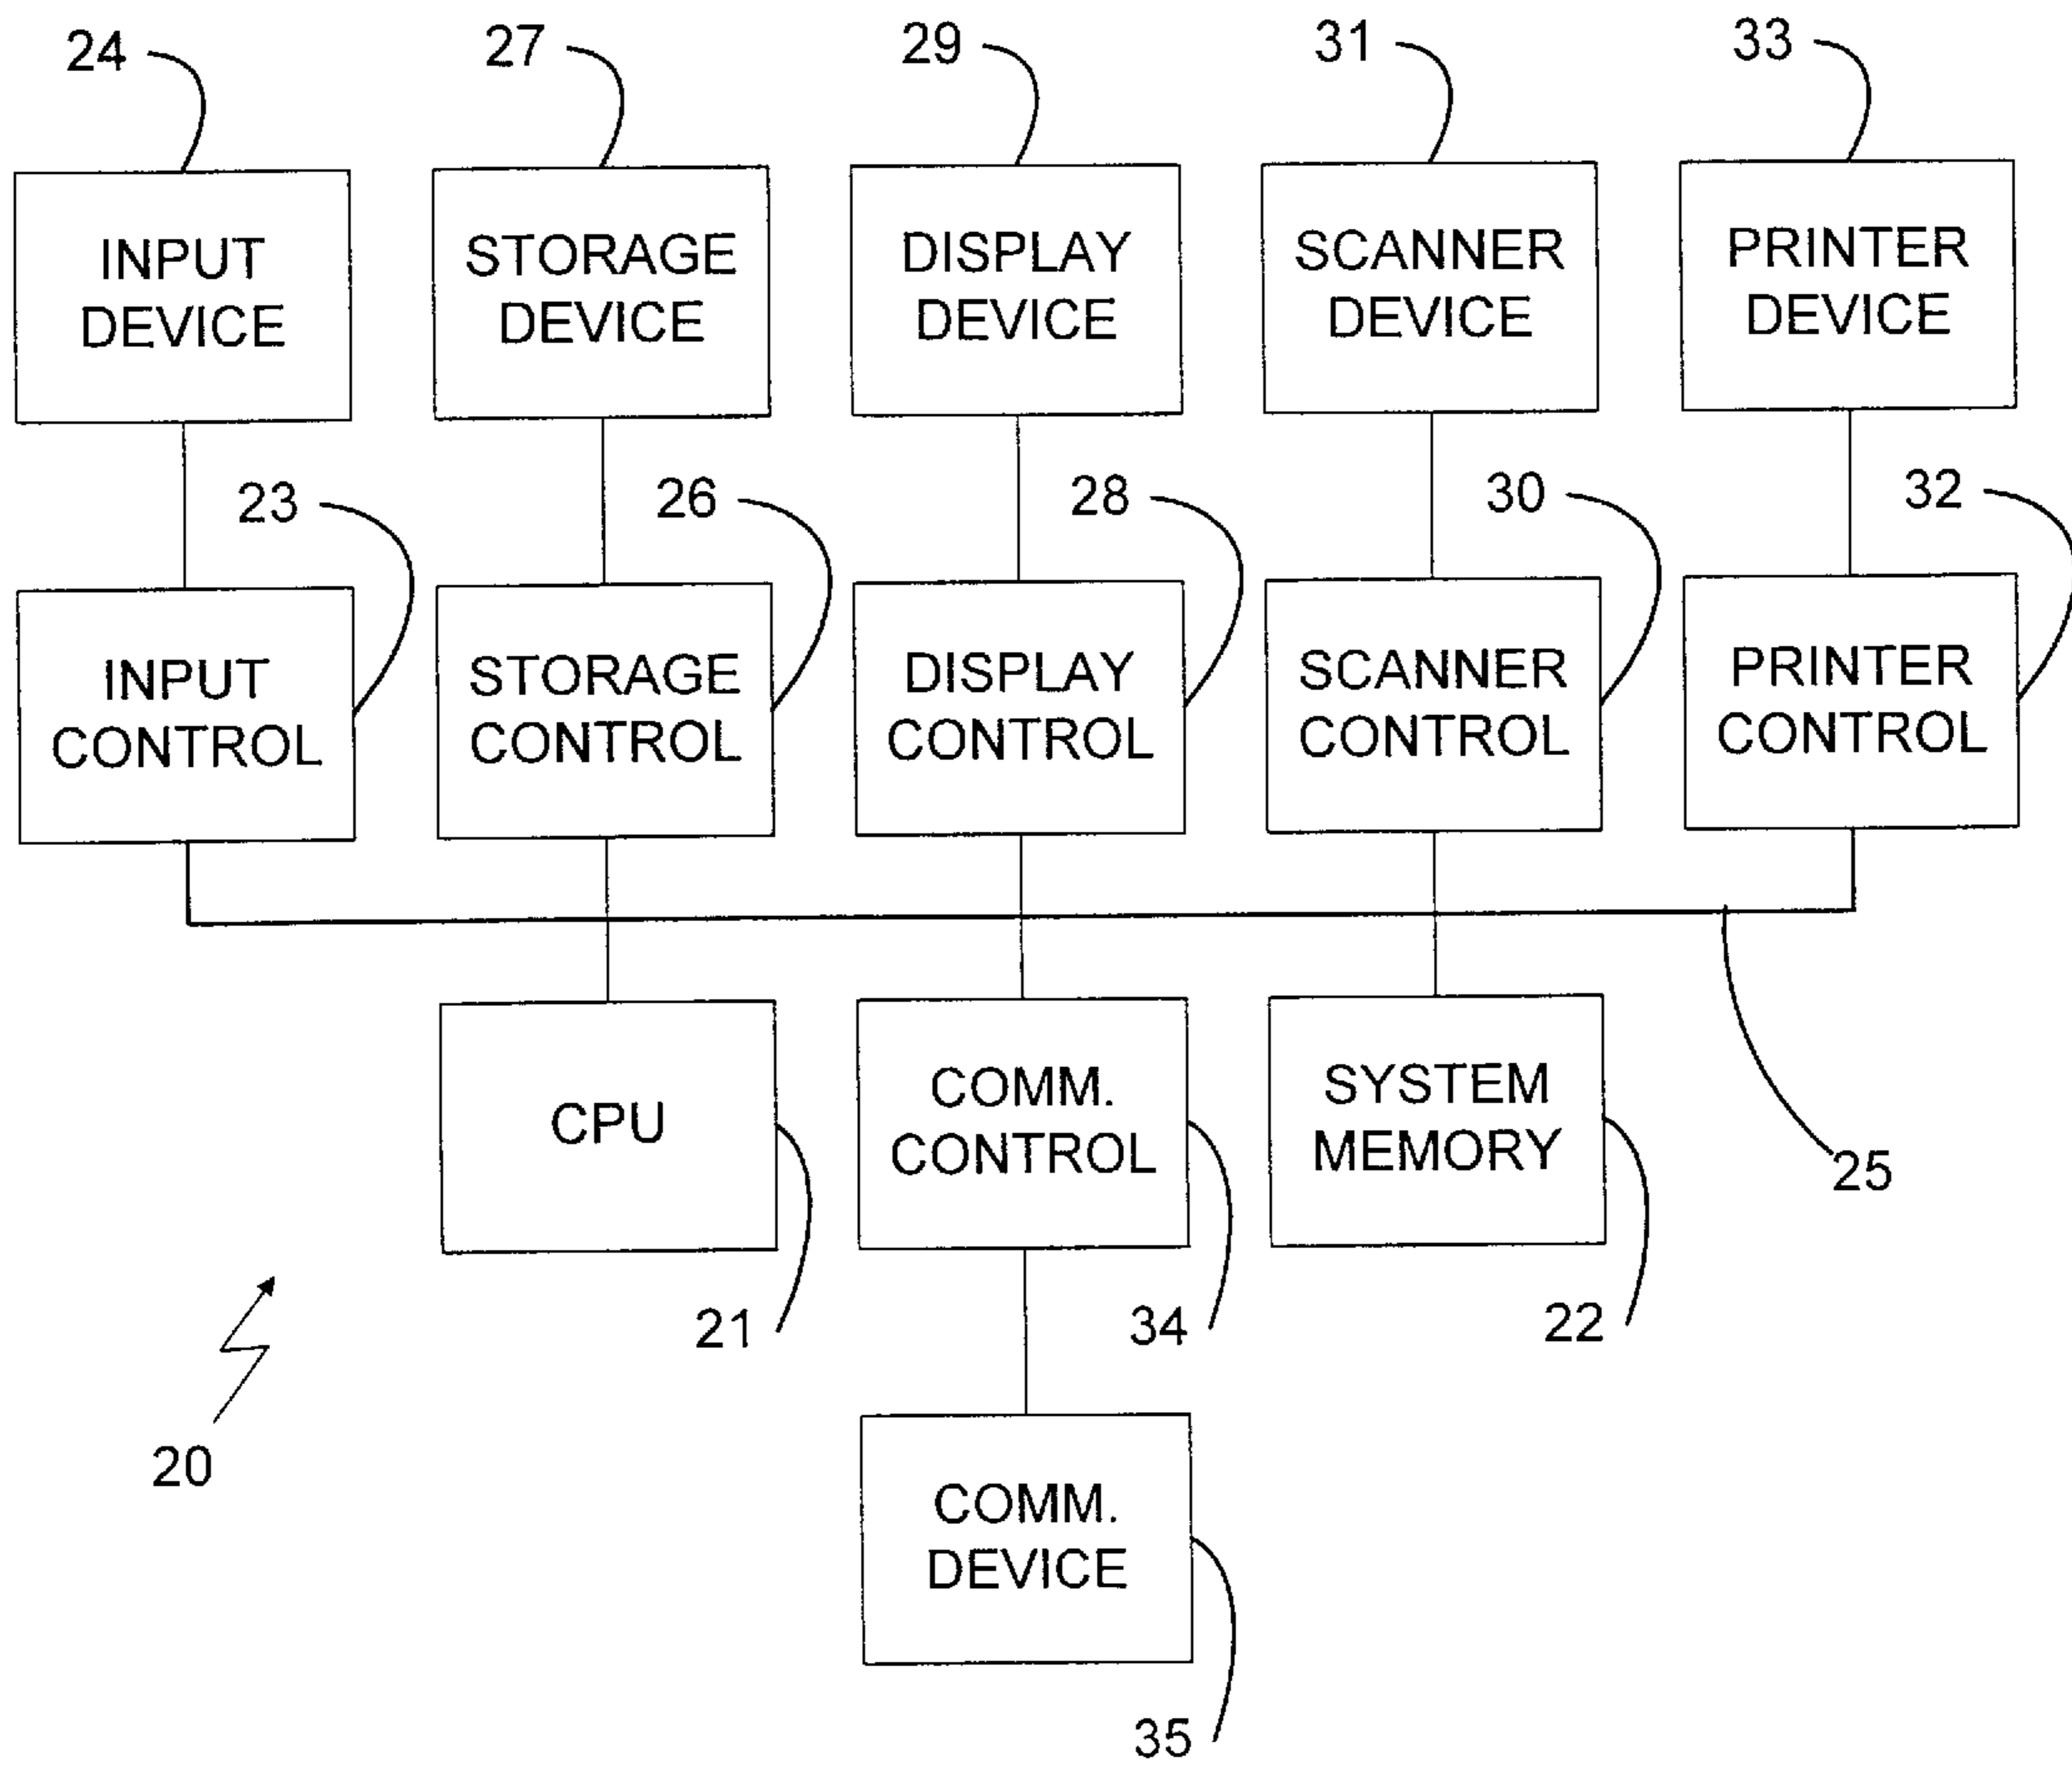 24
27
29
31
33
INPUT
DEVICE
STORAGE
DEVICE
DISPLAY
DEVICE
SCANNER
DEVICE
PRINTER
DEVICE
23
26
28
30
32
INPUT
CONTROL
STORAGE
CONTROL
DISPLAY
CONTROL
SCANNER
CONTROL
PRINTER
CONTROL
CPU
COMM.
CONTROL
SYSTEM
MEMORY
25
21
34
22
20
COMM.
DEVICE
35